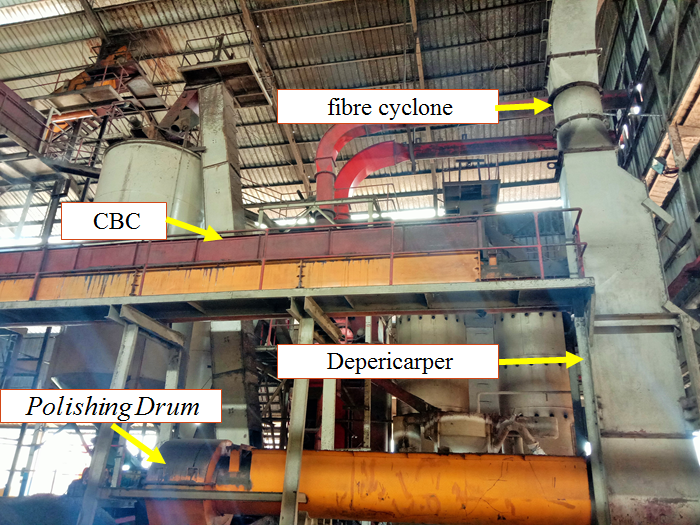 fibre cyclone
CBC
Depericarper
Polishing Drum